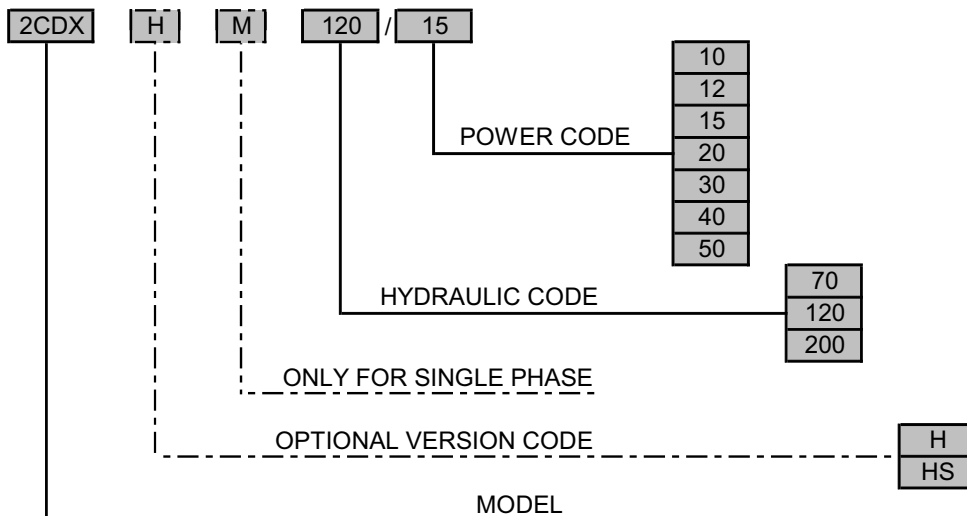 2CDX H M 120 / 15
10
12
15
POWER CODE
20
30
40
50
70
HYDRAULIC CODE
120
200
ONLY FOR SINGLE PHASE
OPTIONAL VERSION CODE
H
HS
MODEL